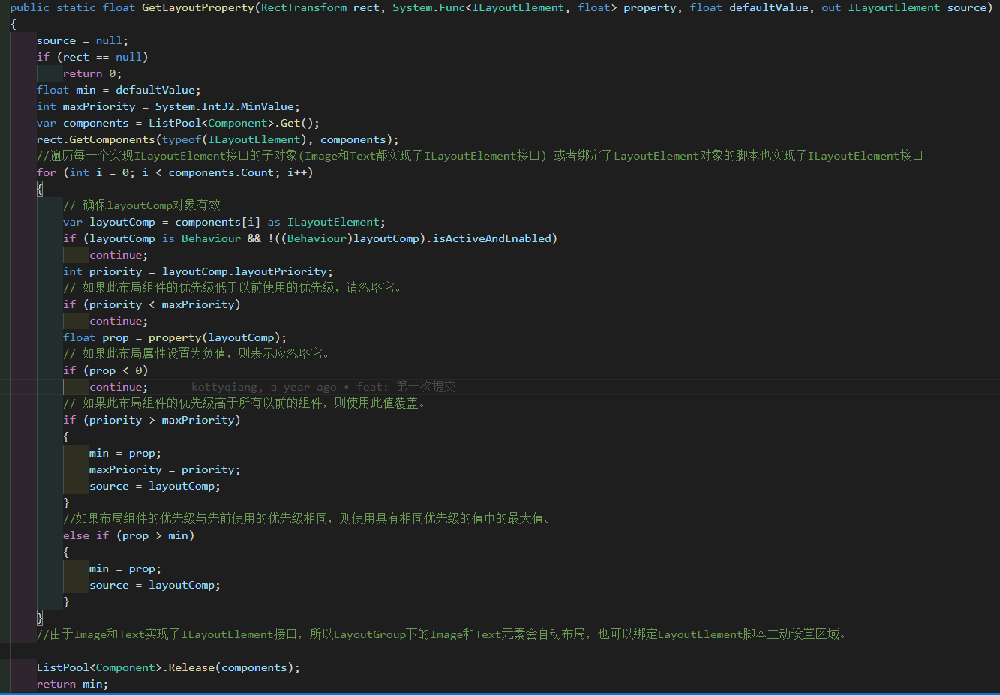 public static float GetLayoutProperty(RectTransform rect, System.Func<ILayoutElement, float> property, float defaultValue, out ILayoutElement source)
{
source = null;
if (rect == null)
return 0;
float min = defaultValue;
int maxPriority = System.Int32.MinValue;
var components = ListPool<Component>.Get();
rect.GetComponents(typeof(ILayoutElement), components);
//遍历每一个实现ILayoutElement接口的子对象(Image和Text都实现了ILayoutElement接口) 或者绑定了LayoutElement对象的脚本也实现了ILayoutElement接口
for (int i = 0; i < components.Count; i++)
{
// 确保layoutComp对象有效
var layoutComp = components[i] as ILayoutElement;
if (layoutComp is Behaviour && !((Behaviour)layoutComp).isActiveAndEnabled)
continue;
int priority = layoutComp.layoutPriority;
// 如果此布局组件的优先级低于以前使用的优先级，请忽略它。
if (priority < maxPriority)
continue;
float prop = property(layoutComp);
// 如果此布局属性设置为负值，则表示应忽略它。
if (prop < 0)
continue; kottyqiang, a year ago • feat: 第一次提交
// 如果此布局组件的优先级高于所有以前的组件，则使用此值覆盖。
if (priority > maxPriority)
{
min = prop;
maxPriority = priority;
source = layoutComp;
}
//如果布局组件的优先级与先前使用的优先级相同，则使用具有相同优先级的值中的最大值。
else if (prop > min)
{
min = prop;
source = layoutComp;
}
}
//由于Image和Text实现了ILayoutElement接口，所以LayoutGroup下的Image和Text元素会自动布局，也可以绑定LayoutElement脚本主动设置区域。
ListPool<Component>.Release(components);
return min;